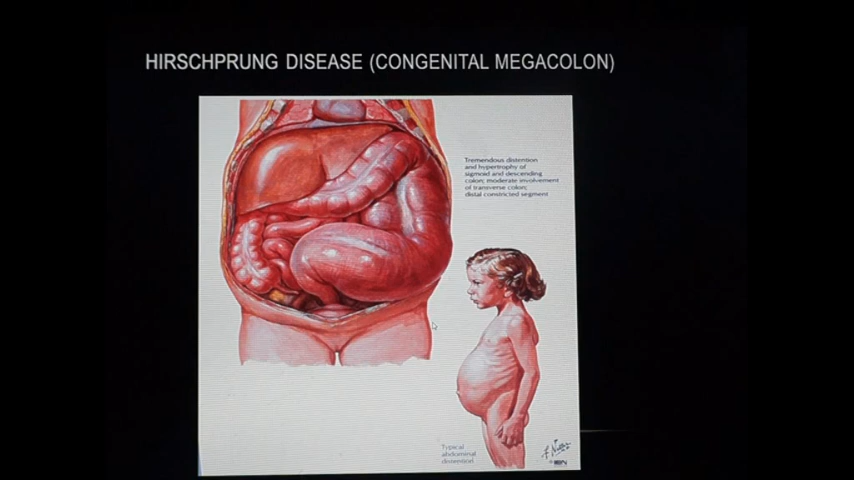 HIRSCHPRUNG DISEASE (CONGENITAL MEGACOLON)
Tremendous distention
and hypertrophy of
sigmoid and descending
colon; moderate involvement
of transverse colon;
distal constricted segment
Typical
abdominal
distention